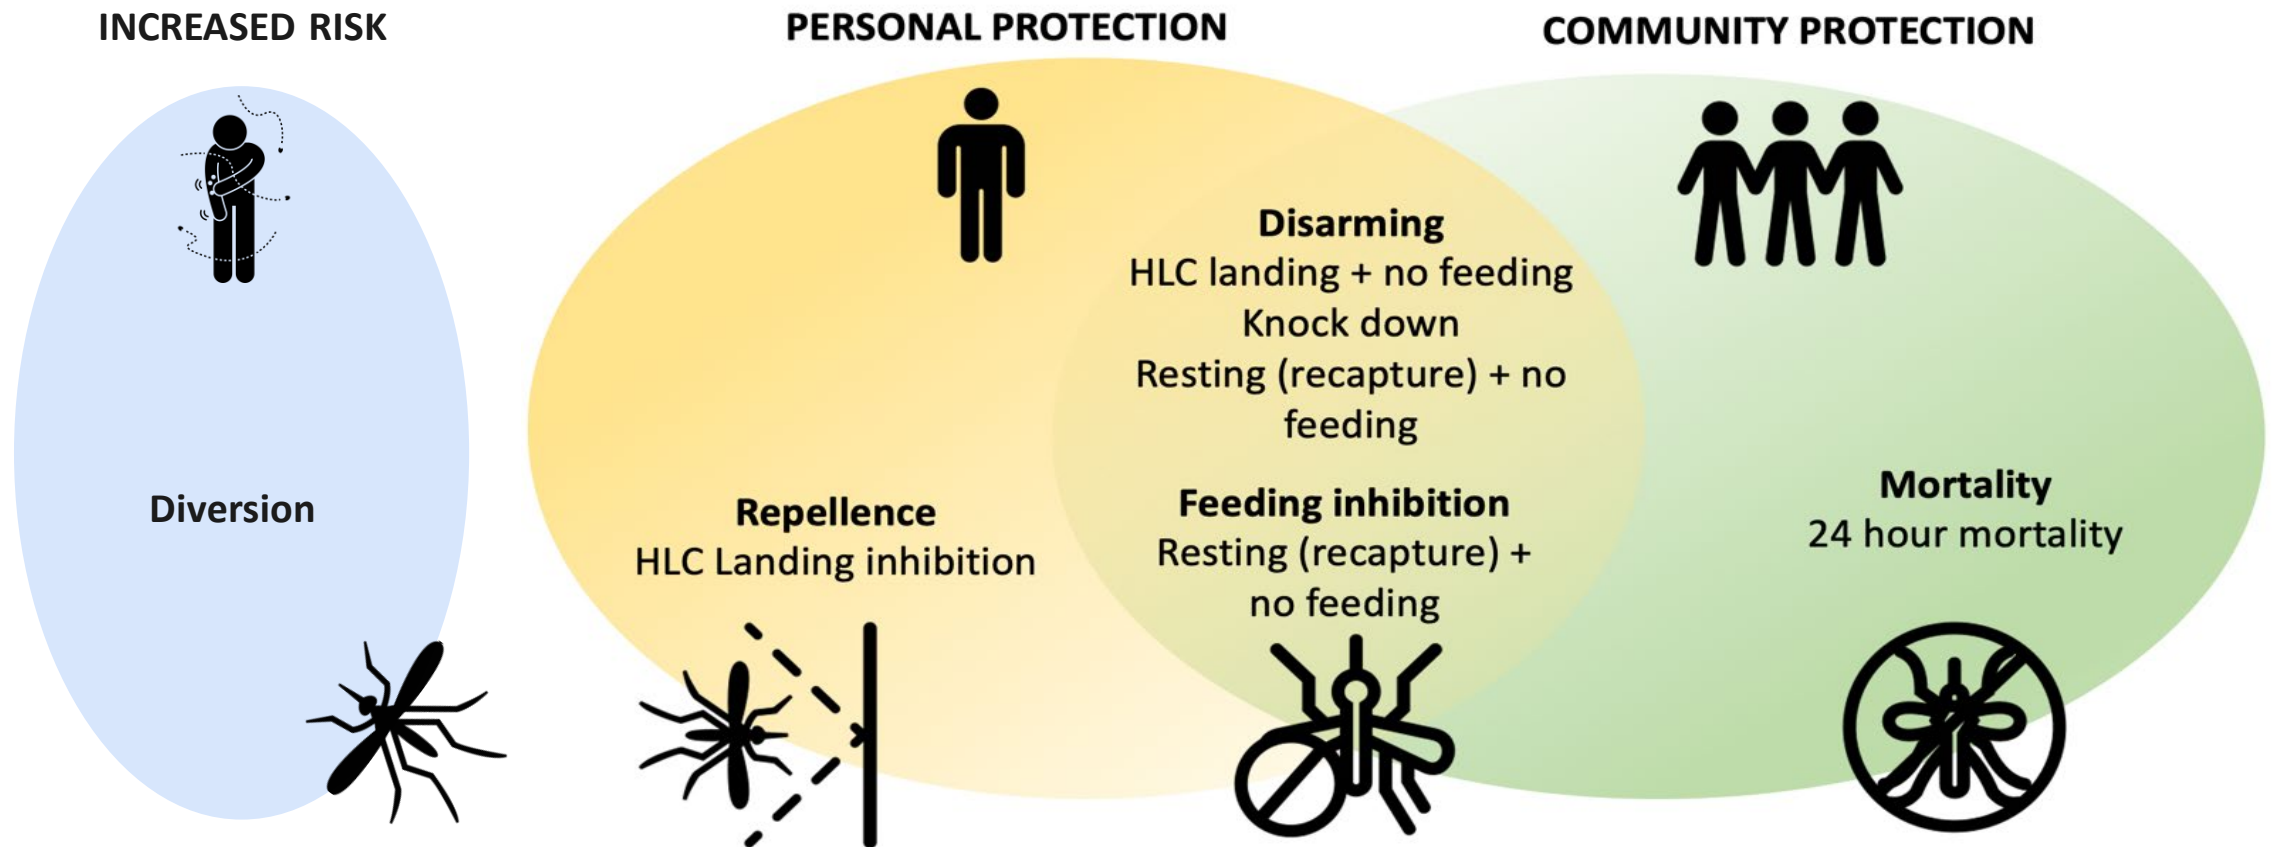 INCREASED RISK
PERSONAL PROTECTION
COMMUNITY PROTECTION
Diversion
Repellence
HLC Landing inhibition
Disarming
HLC landing + no feeding
Knock down
Resting (recapture) + no
feeding
Feeding inhibition
Resting (recapture) +
no feeding
Mortality
24 hour mortality